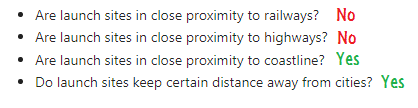 • Are launch sites in close proximity to railways? No
• Are launch sites in close proximity to highways? No
• Are launch sites in close proximity to coastline? Yes
• Do launch sites keep certain distance away from cities? Yes